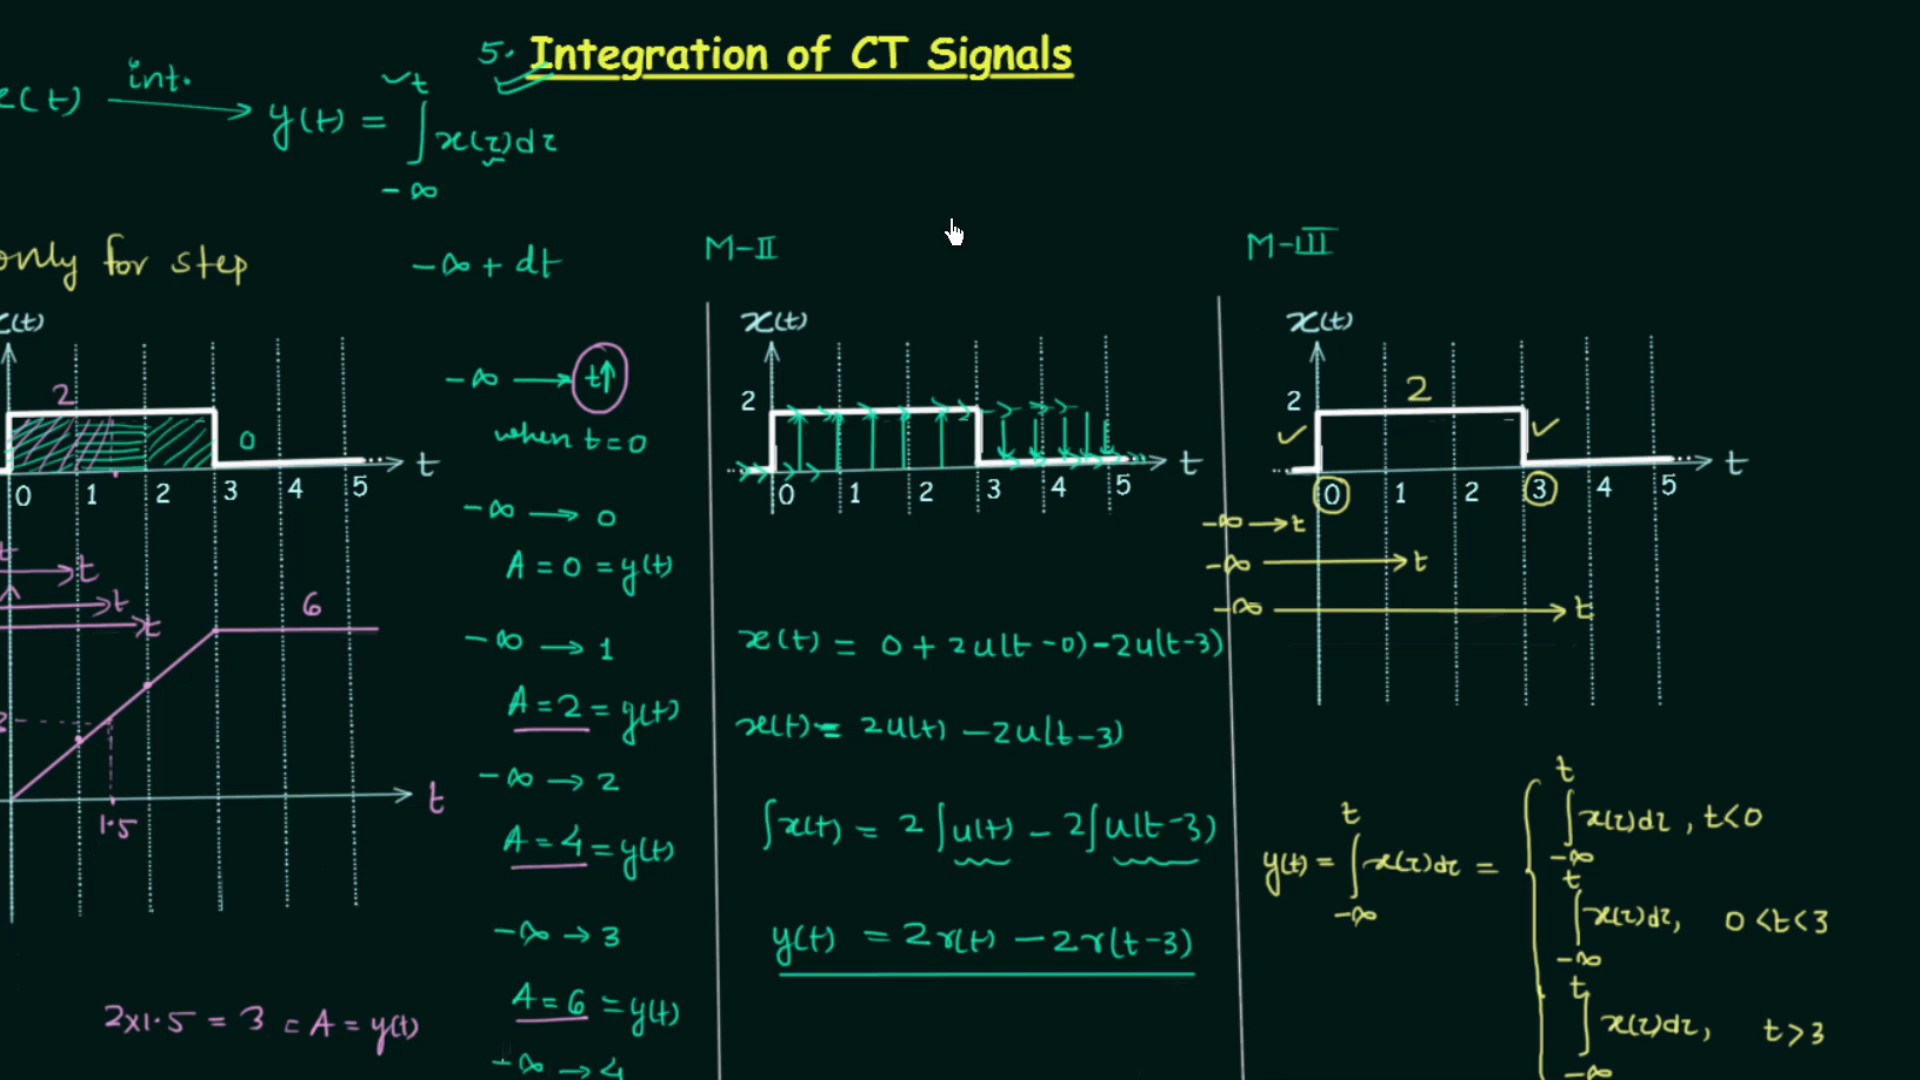 5. Integration of CT Signals
x(t) int. y(t) = ∫ x(τ)dτ
t
-∞
only for step
-∞ + dt
x(t)
2
0
t
0 1 2 3 4 5
t
t
t
6
t
1.5
2x1.5 = 3 = A = y(t)
-∞ → t↑
when t=0
-∞ → 0
A = 0 = y(t)
-∞ → 1
A = 2 = y(t)
-∞ → 2
A = 4 = y(t)
-∞ → 3
A = 6 = y(t)
-∞ → 4
M-II
x(t)
2
t
0 1 2 3 4 5
x(t) = 0 + 2u(t-0) - 2u(t-3)
x(t) = 2u(t) - 2u(t-3)
∫x(t) = 2∫u(t) - 2∫u(t-3)
y(t) = 2r(t) - 2r(t-3)
M-III
x(t)
2
2
t
0 1 2 3 4 5
-∞ → t
-∞ → t
-∞ → t
t
y(t) = ∫x(τ)dτ =
-∞
t
∫x(τ)dτ, t<0
-∞
t
∫x(τ)dτ, 0<t<3
-∞
t
∫x(τ)dτ, t>3
-∞